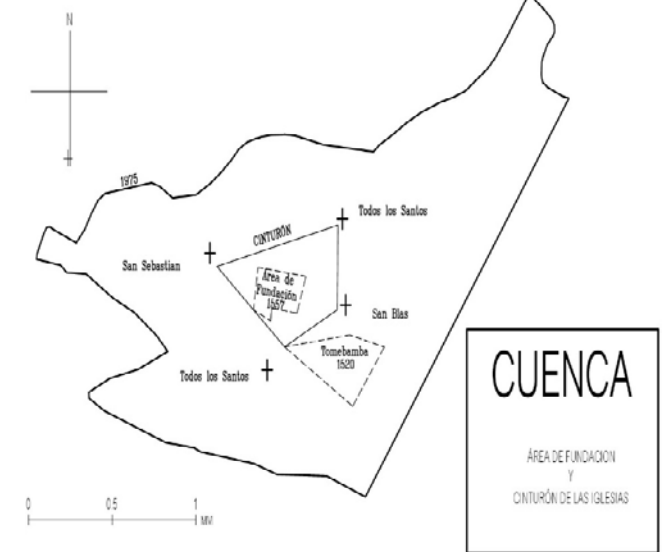 N
1975
CINTURÓN
Todos los Santos
San Sebastian
Área de
Fundación
1557
San Blas
Tomebamba
1520
Todos los Santos
0 0.5 1
MM.
CUENCA
ÁREA DE FUNDACION
Y
CINTURÓN DE LAS IGLESIAS